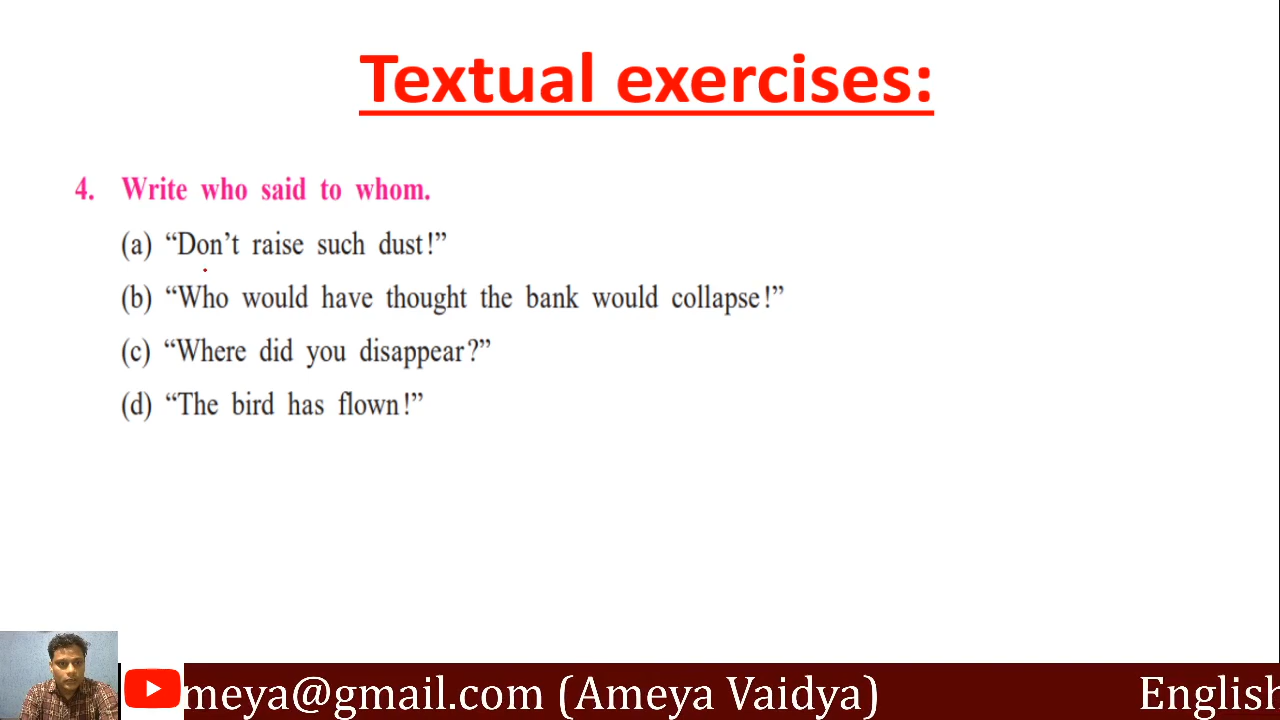 Textual exercises:
4. Write who said to whom.
(a) “Don’t raise such dust!”
(b) “Who would have thought the bank would collapse!”
(c) “Where did you disappear?”
(d) “The bird has flown!”
meya@gmail.com (Ameya Vaidya) English